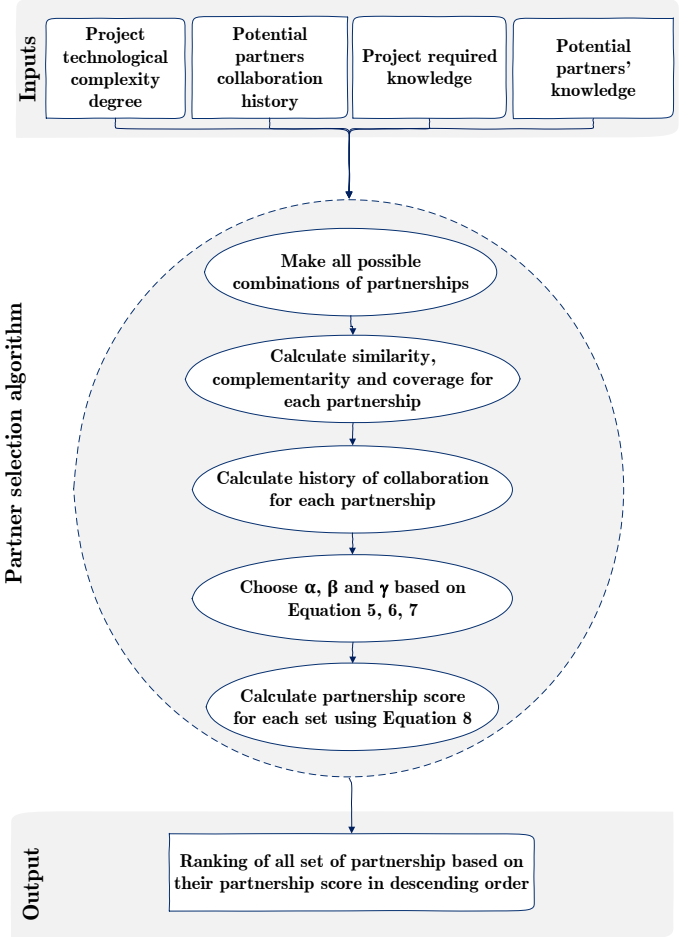 Inputs
Project
technological
complexity
degree
Potential
partners
collaboration
history
Project required
knowledge
Potential
partners'
knowledge
Partner selection algorithm
Make all possible
combinations of partnerships
Calculate similarity,
complementarity and coverage for
each partnership
Calculate history of collaboration
for each partnership
Choose α, β and γ based on
Equation 5, 6, 7
Calculate partnership score
for each set using Equation 8
Output
Ranking of all set of partnership based on
their partnership score in descending order